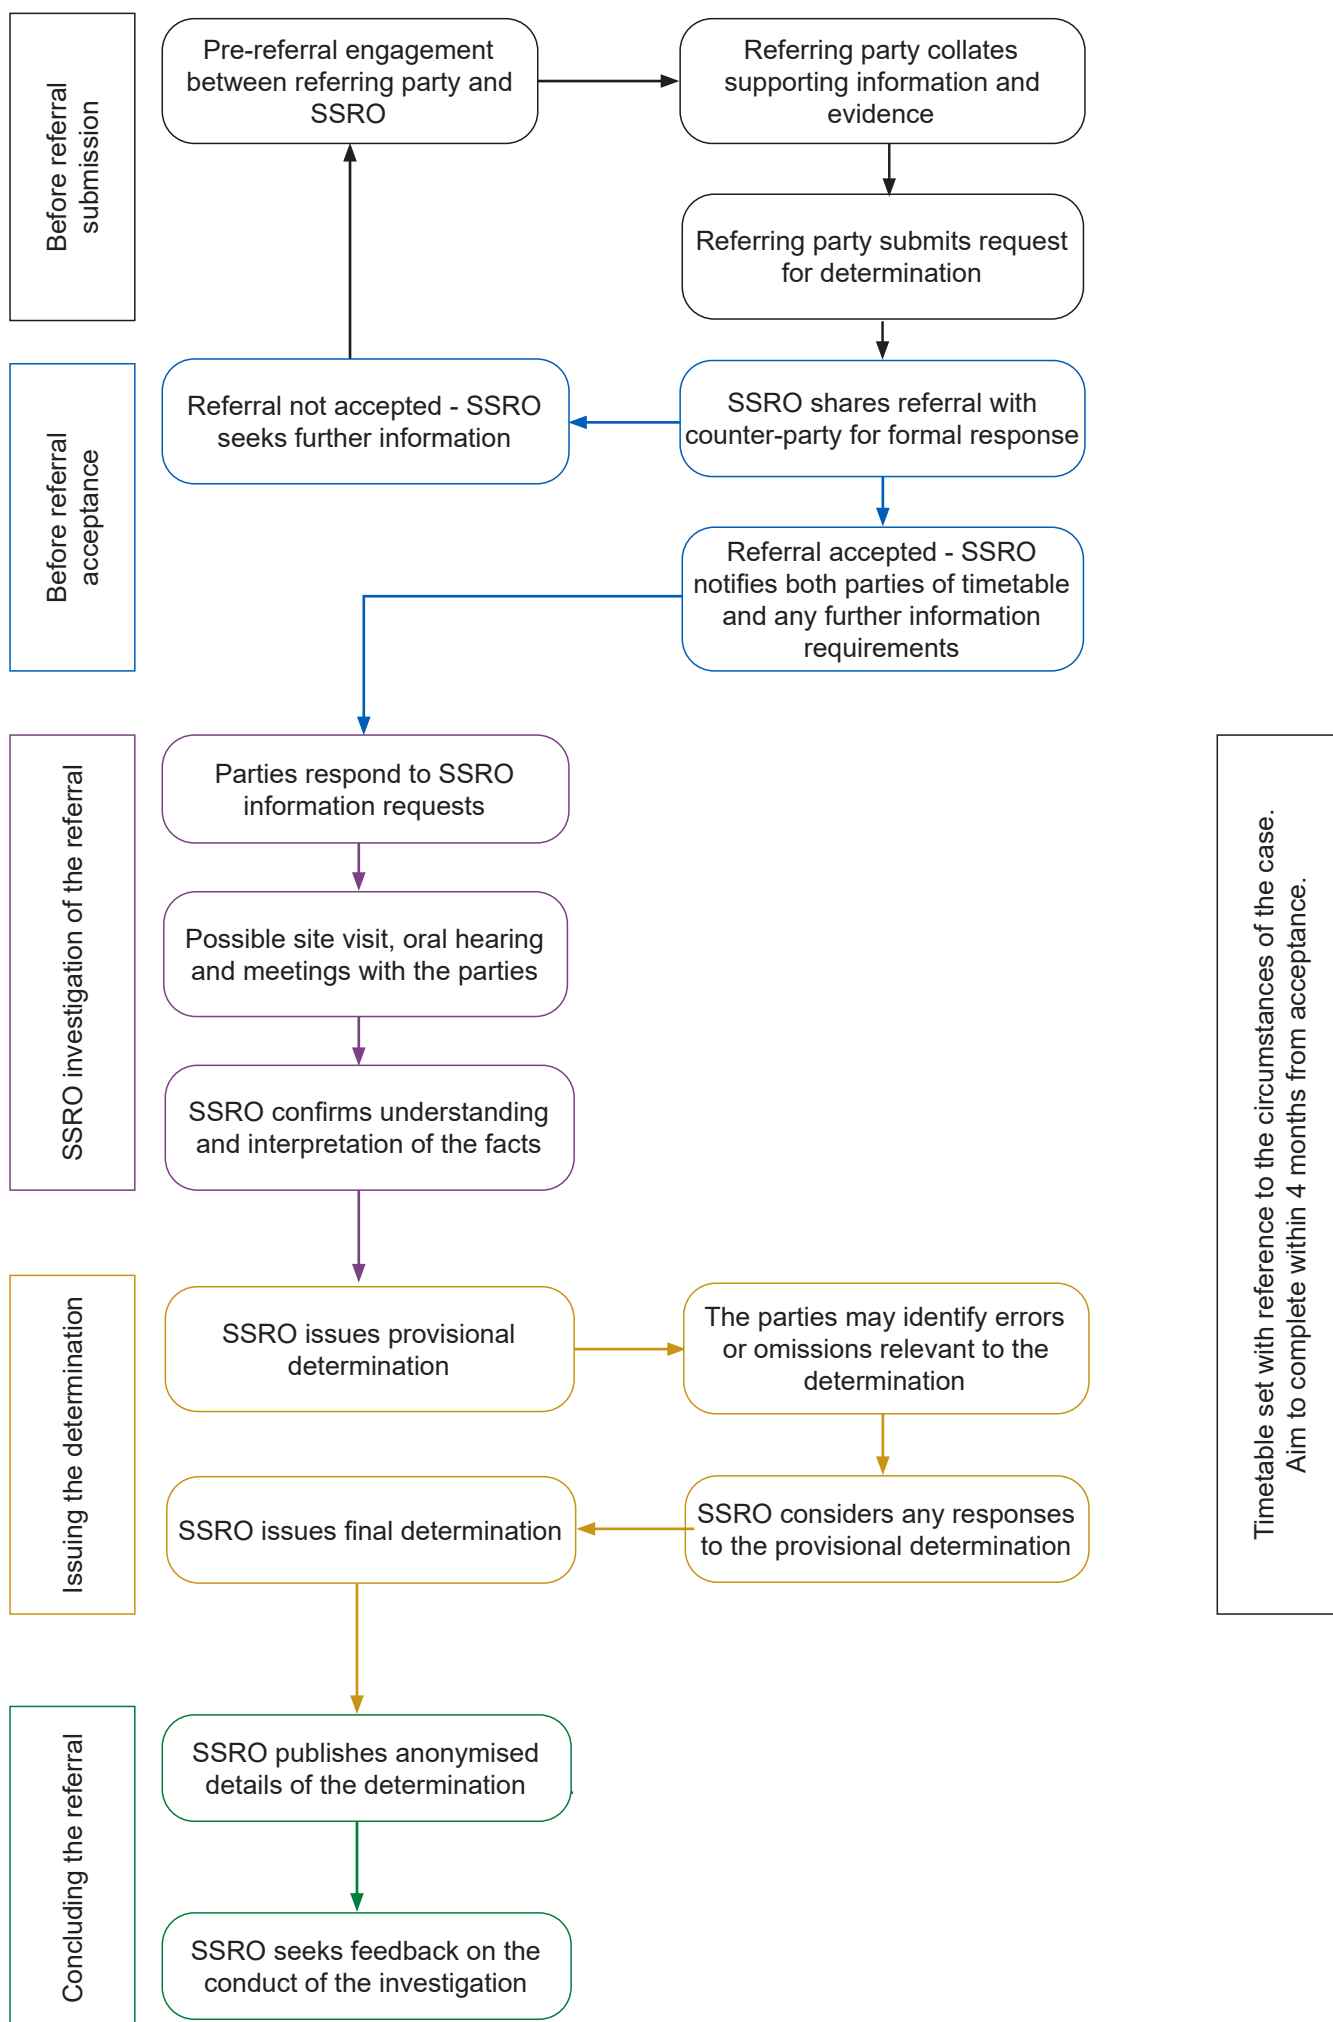 Before referral
submission
Pre-referral engagement
between referring party and
SSRO
Referring party collates
supporting information and
evidence
Referring party submits request
for determination
Before referral
acceptance
Referral not accepted - SSRO
seeks further information
SSRO shares referral with
counter-party for formal response
Referral accepted - SSRO
notifies both parties of timetable
and any further information
requirements
SSRO investigation of the referral
Parties respond to SSRO
information requests
Possible site visit, oral hearing
and meetings with the parties
SSRO confirms understanding
and interpretation of the facts
Timetable set with reference to the circumstances of the case.
Aim to complete within 4 months from acceptance.
Issuing the determination
SSRO issues provisional
determination
The parties may identify errors
or omissions relevant to the
determination
SSRO issues final determination
SSRO considers any responses
to the provisional determination
Concluding the referral
SSRO publishes anonymised
details of the determination
SSRO seeks feedback on the
conduct of the investigation